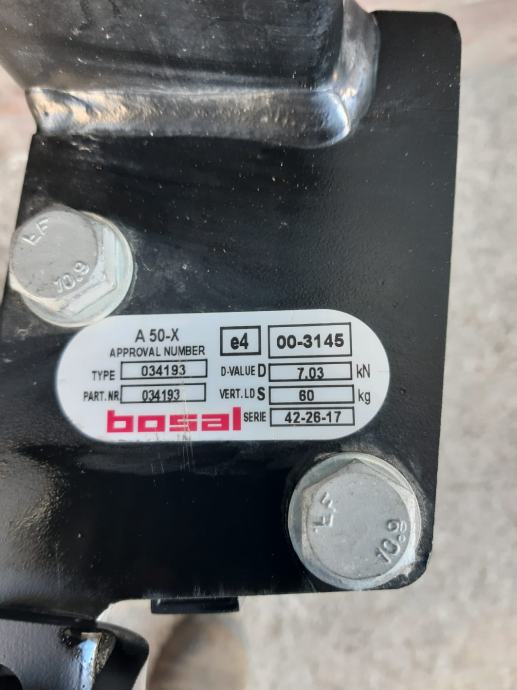 LF
10.9
A 50-X
APPROVAL NUMBER
e4
00-3145
TYPE 034193
D-VALUE D 7.03 kN
PART.NR. 034193
VERT.LD S 60 kg
bosal
SERIE 42-26-17
LF
10.9